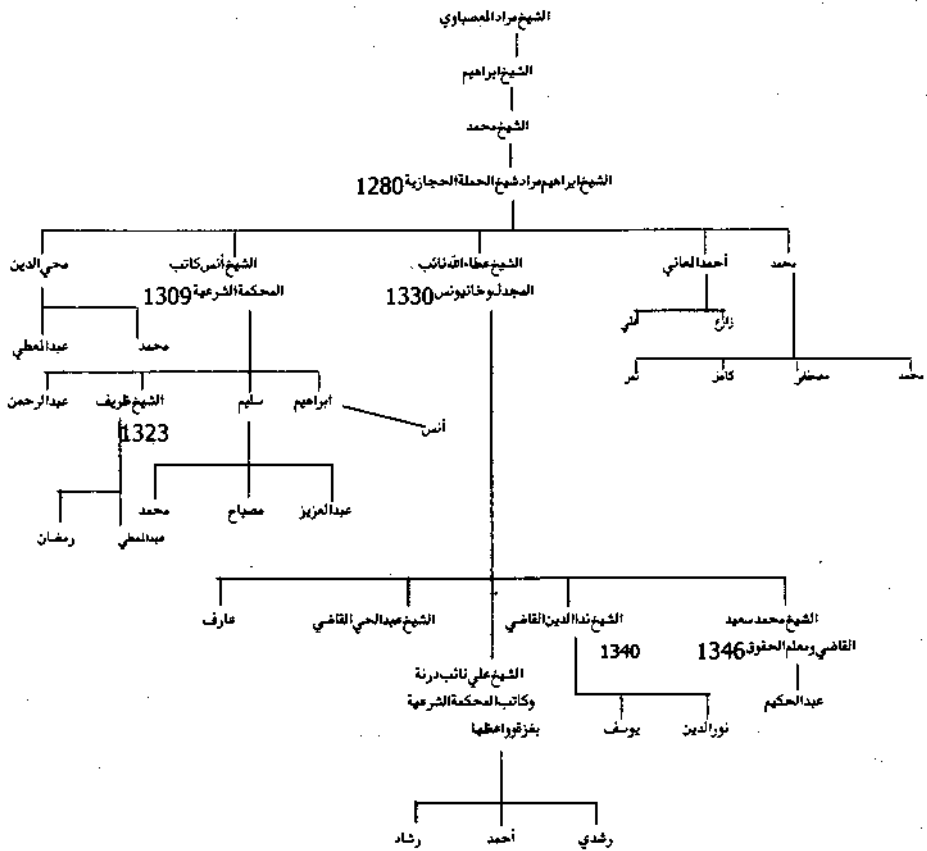 الشيخ مراد المعصباوي
الشيخ ابراهيم
الشيخ محمد
الشيخ ابراهيم مراد شيخ الحملة الحجازية 1280
محمد
أحمد العاني
الشيخ عطاء الله نائب
المجدل وخانيونس 1330
الشيخ أنس كاتب
المحكمة الشرعية 1309
محي الدين
علي
محمد
عبد المعطي
محمد
مصطفى
كامل
نمر
ابراهيم
سليم
الشيخ ظريف
1323
عبد الرحمن
أنس
عبد العزيز
مصباح
محمد
عبد المعطي
رمضان
الشيخ محمد سعيد
القاضي ومعلم الحقوق 1346
الشيخ ندا الدين القاضي
1340
الشيخ عبد الحي القاضي
عارف
الشيخ علي نائب درنة
وكاتب المحكمة الشرعية
بغزة وواعظها
عبد الحكيم
نور الدين
يوسف
رشدي
أحمد
رشاد